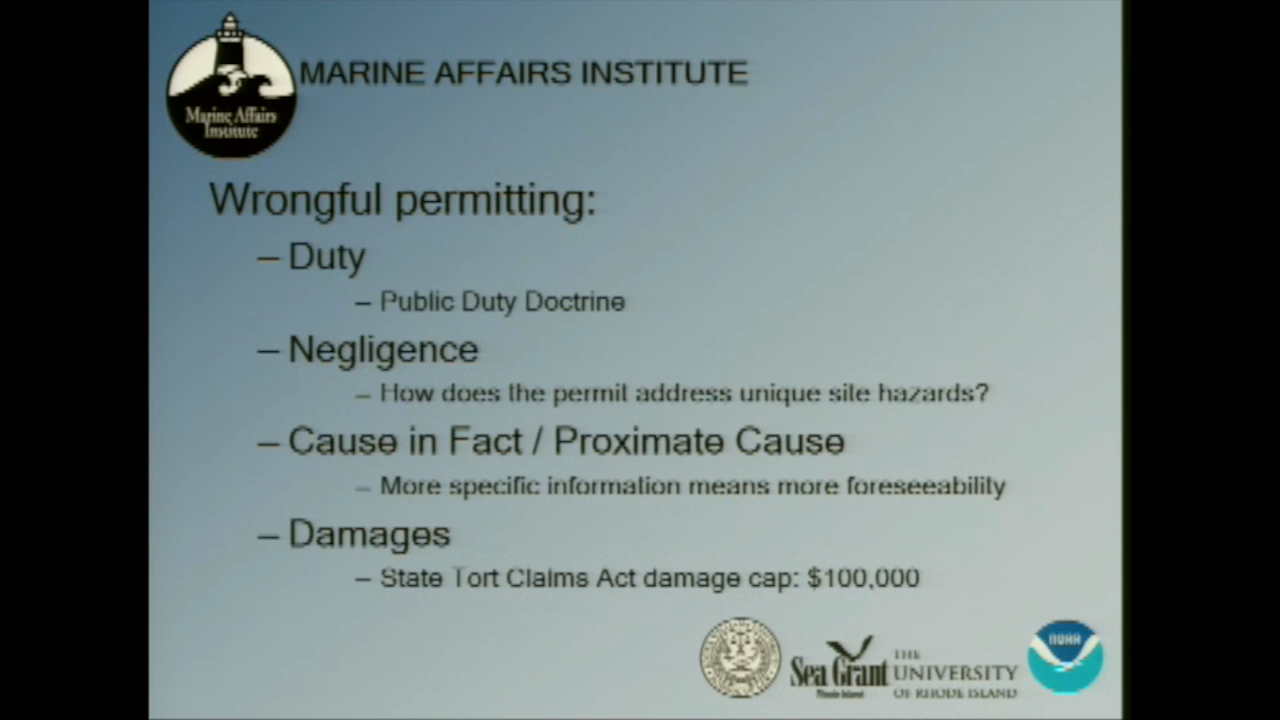 MARINE AFFAIRS INSTITUTE
Marine Affairs
Institute
Wrongful permitting:
– Duty
– Public Duty Doctrine
– Negligence
– How does the permit address unique site hazards?
– Cause in Fact / Proximate Cause
– More specific information means more foreseeability
– Damages
– State Tort Claims Act damage cap: $100,000
Sea Grant
Rhode Island
THE
UNIVERSITY
OF RHODE ISLAND
NOAA